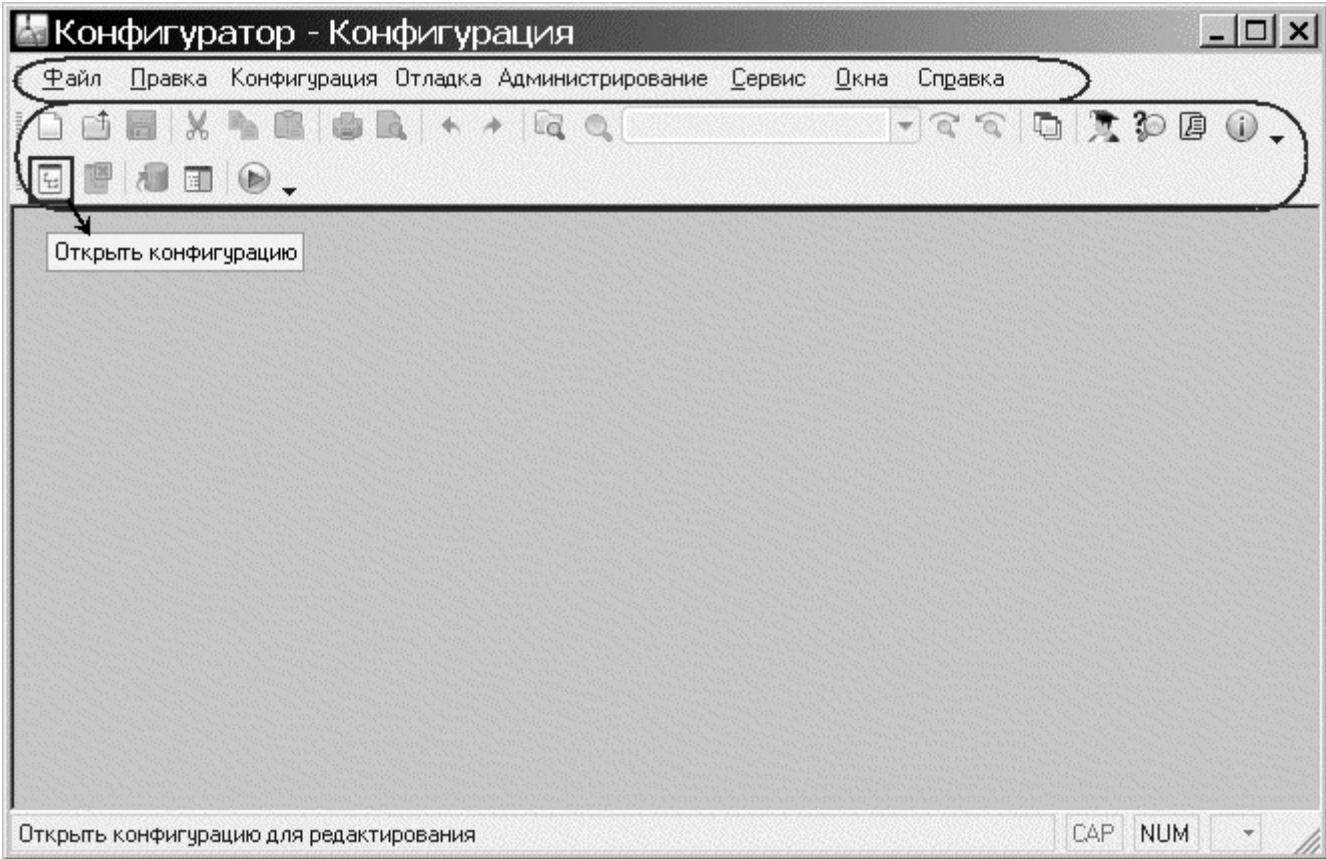 Конфигуратор - Конфигурация
Файл Правка Конфигурация Отладка Администрирование Сервис Окна Справка
Открыть конфигурацию
Открыть конфигурацию для редактирования CAP NUM